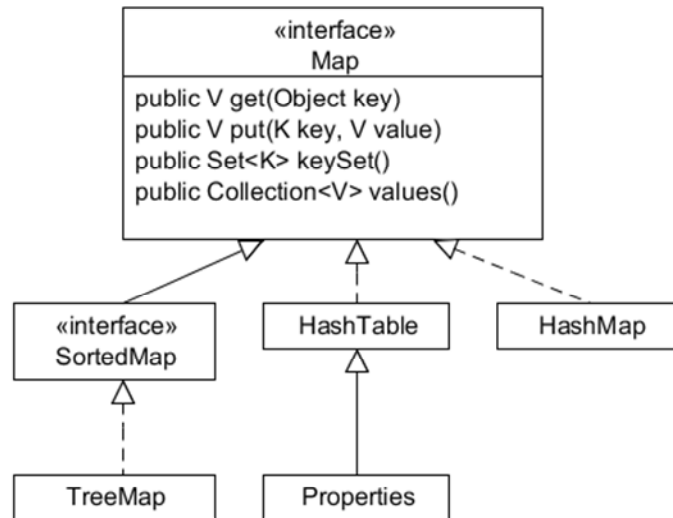 «interface»
Map
public V get(Object key)
public V put(K key, V value)
public Set<K> keySet()
public Collection<V> values()
«interface»
SortedMap
HashTable
HashMap
TreeMap
Properties